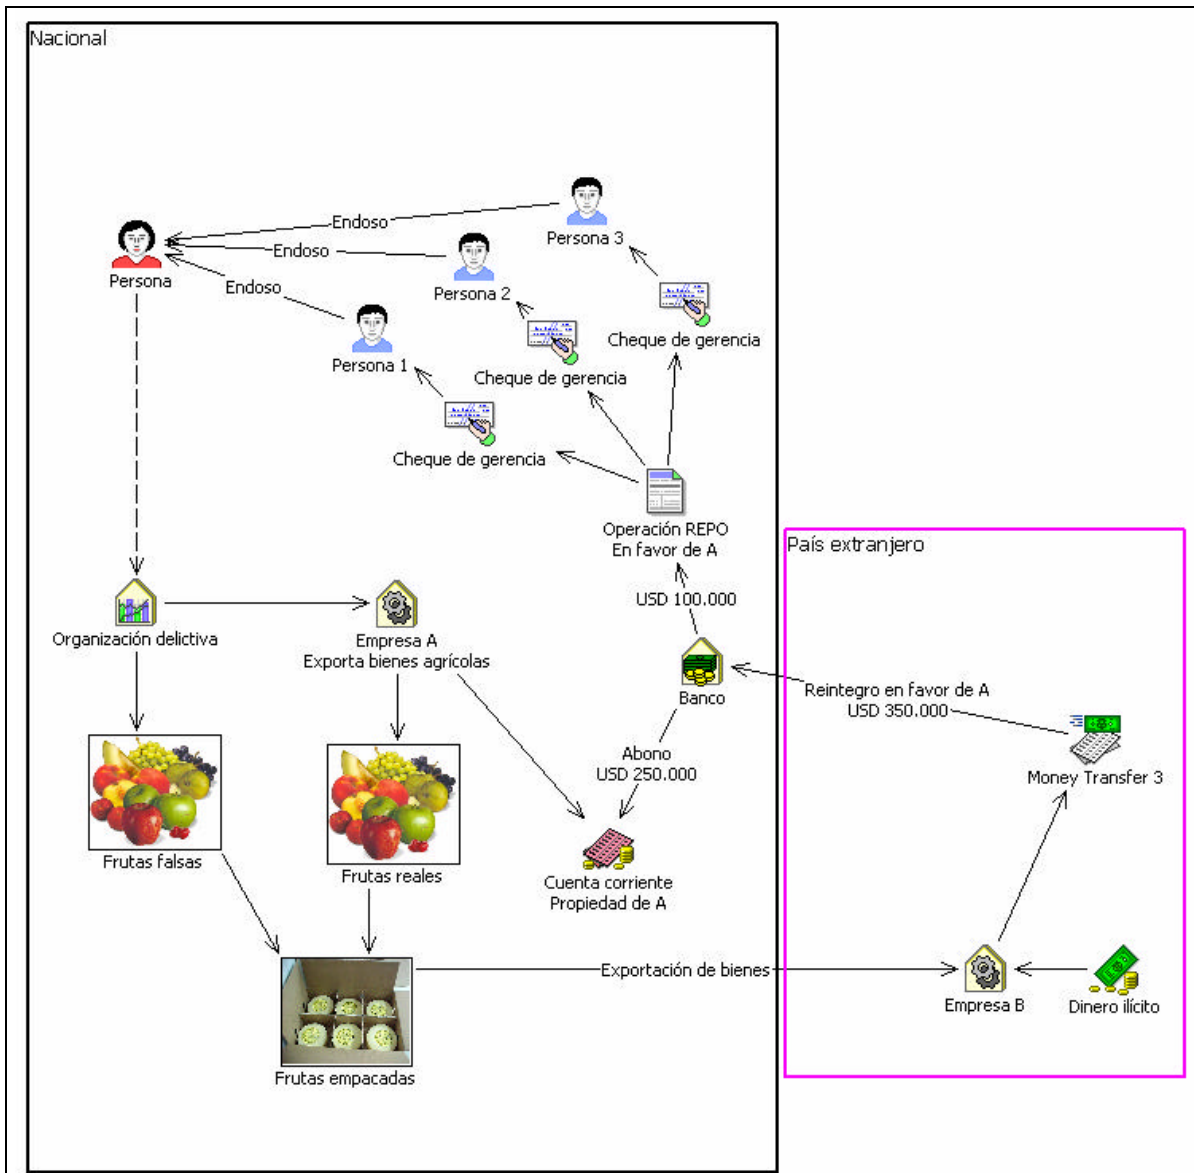 Nacional
Endoso
Persona 3
Persona
Endoso
Persona 2
Endoso
Cheque de gerencia
Persona 1
Cheque de gerencia
Cheque de gerencia
Operación REPO
En favor de A
País extranjero
USD 100.000
Organización delictiva
Empresa A
Exporta bienes agrícolas
Banco
Reintegro en favor de A
USD 350.000
Abono
USD 250.000
Money Transfer 3
Frutas falsas
Frutas reales
Cuenta corriente
Propiedad de A
Exportación de bienes
Empresa B
Dinero ilícito
Frutas empacadas